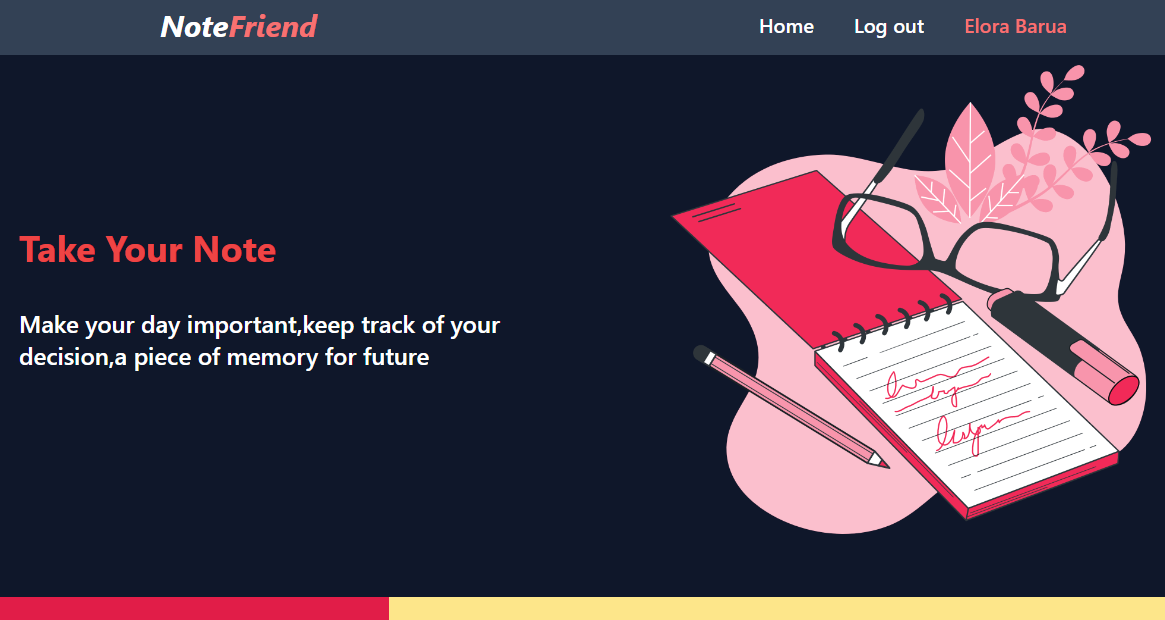 NoteFriend
Home
Log out
Elora Barua
Take Your Note
Make your day important,keep track of your
decision,a piece of memory for future